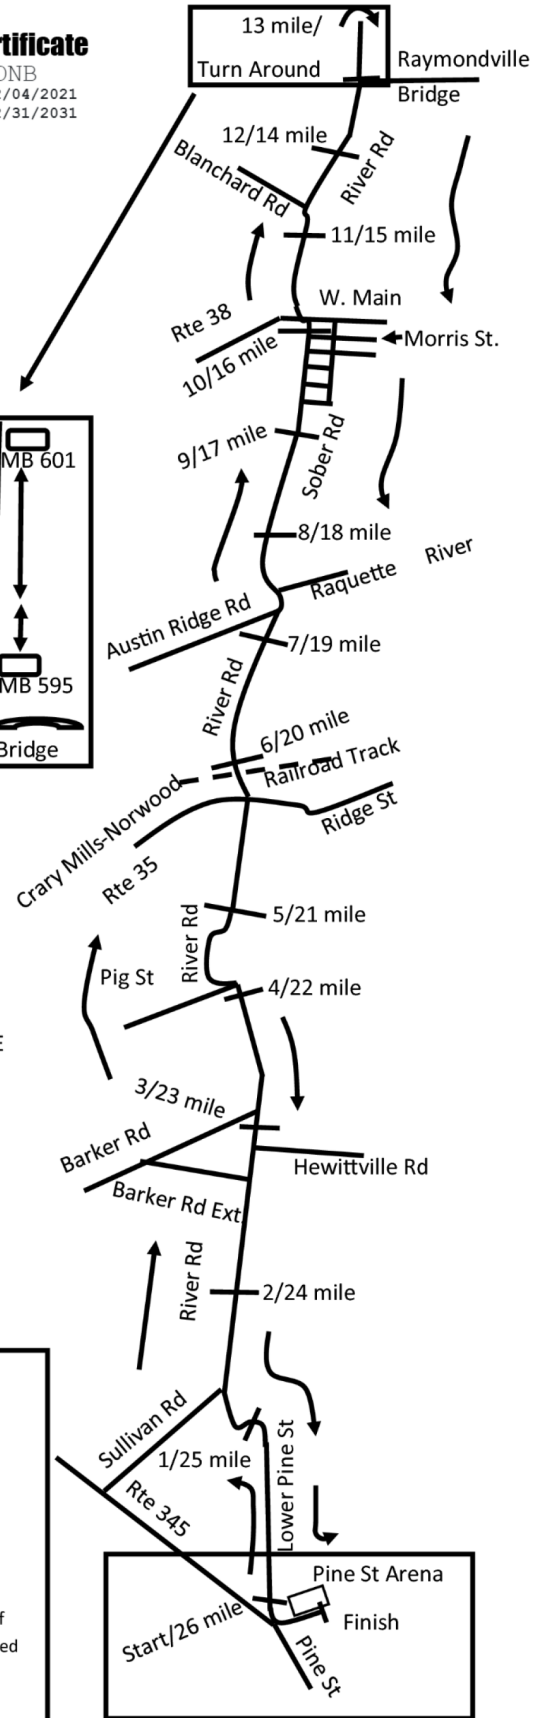 rtificate
ONB
2/04/2021
2/31/2031
13 mile/
Turn Around
Raymondville
Bridge
12/14 mile
River Rd
Blanchard Rd
11/15 mile
W. Main
Rte 38
Morris St.
10/16 mile
9/17 mile
Sober Rd
MB 601
8/18 mile
Raquette River
Austin Ridge Rd
7/19 mile
MB 595
River Rd
6/20 mile
Bridge
Railroad Track
Crary Mills-Norwood
Ridge St
Rte 35
River Rd
5/21 mile
Pig St
4/22 mile
E
3/23 mile
Barker Rd
Hewittville Rd
Barker Rd Ext.
River Rd
2/24 mile
Sullivan Rd
1/25 mile
Lower Pine St
Rte 345
Pine St Arena
Start/26 mile
Finish
f
ed
Pine St